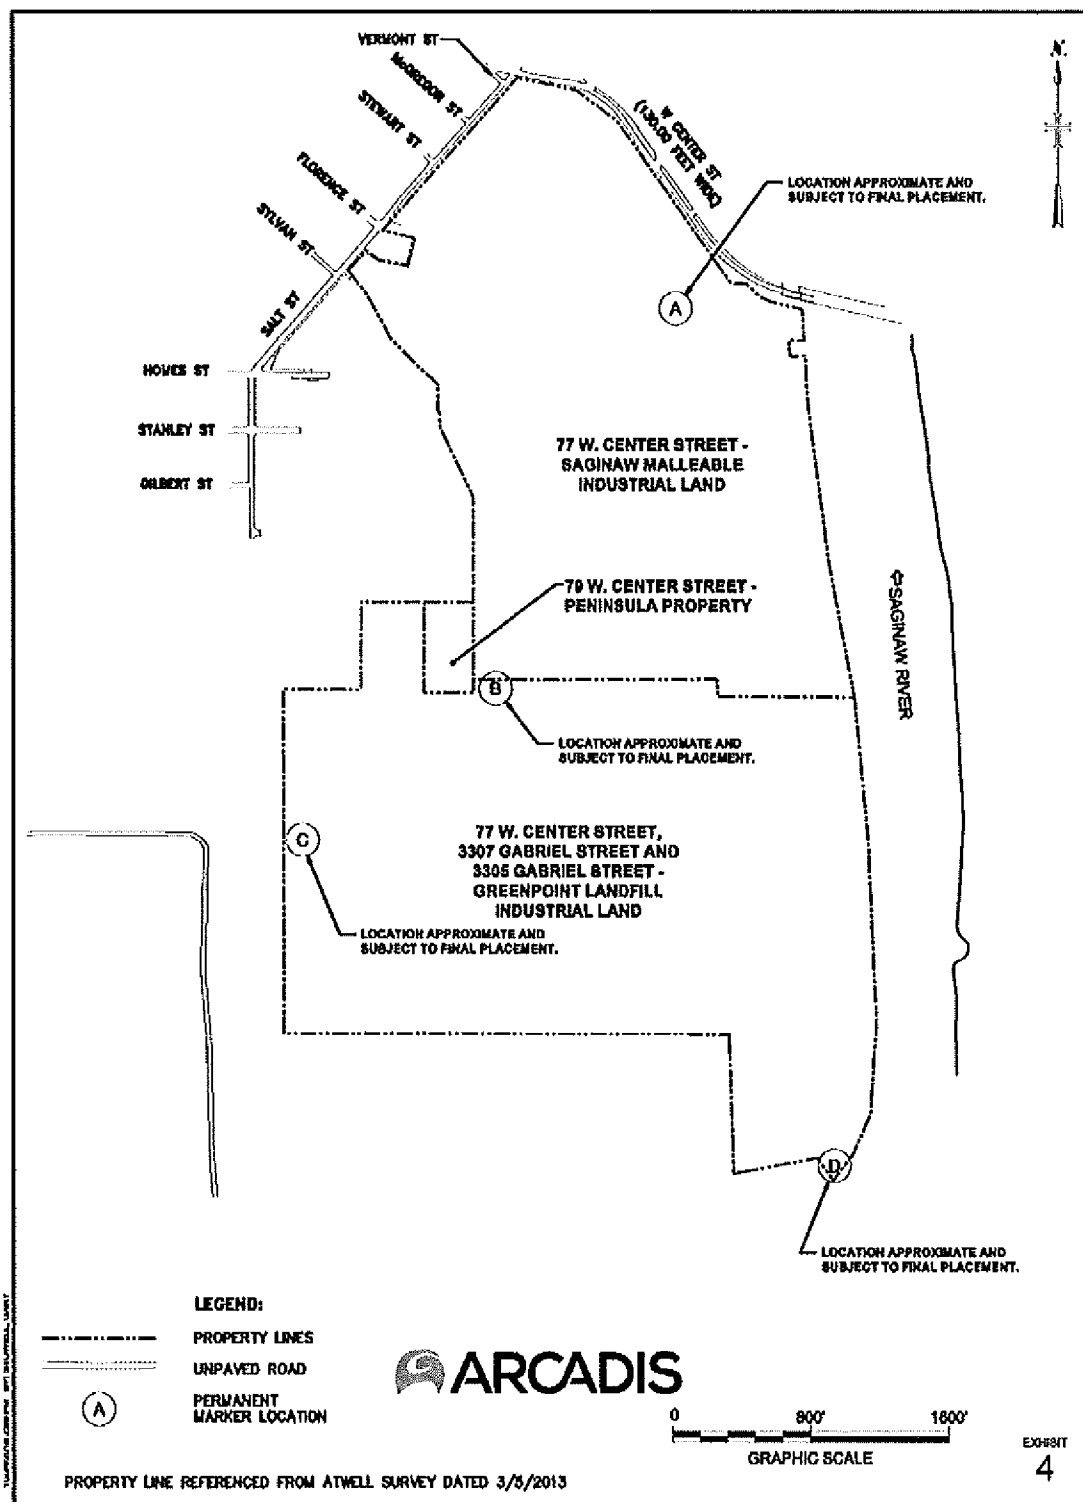 VERMONT ST
McGREGOR ST
STEWART ST
FLORENCE ST
SYLVAN ST
SALT ST
HOWES ST
STANLEY ST
GILBERT ST
W CENTER ST
(130.00 FEET WIDE)
N
LOCATION APPROXIMATE AND
SUBJECT TO FINAL PLACEMENT.
A
77 W. CENTER STREET -
SAGINAW MALLEABLE
INDUSTRIAL LAND
79 W. CENTER STREET -
PENINSULA PROPERTY
SAGINAW RIVER
B
LOCATION APPROXIMATE AND
SUBJECT TO FINAL PLACEMENT.
C
77 W. CENTER STREET,
3307 GABRIEL STREET AND
3305 GABRIEL STREET -
GREENPOINT LANDFILL
INDUSTRIAL LAND
LOCATION APPROXIMATE AND
SUBJECT TO FINAL PLACEMENT.
D
LOCATION APPROXIMATE AND
SUBJECT TO FINAL PLACEMENT.
LEGEND:
PROPERTY LINES
UNPAVED ROAD
A
PERMANENT
MARKER LOCATION
ARCADIS
0 800' 1600'
GRAPHIC SCALE
EXHIBIT
4
PROPERTY LINE REFERENCED FROM ATWELL SURVEY DATED 3/5/2013